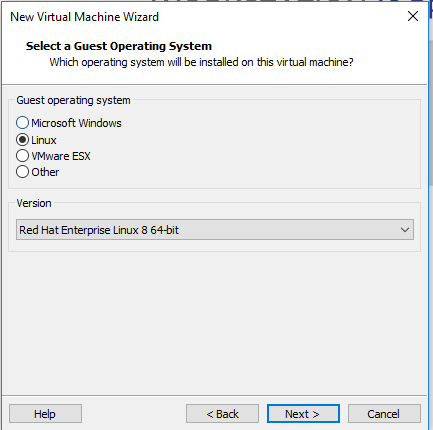 New Virtual Machine Wizard
Select a Guest Operating System
Which operating system will be installed on this virtual machine?
Guest operating system
Microsoft Windows
Linux
VMware ESX
Other
Version
Red Hat Enterprise Linux 8 64-bit
Help
< Back
Next >
Cancel